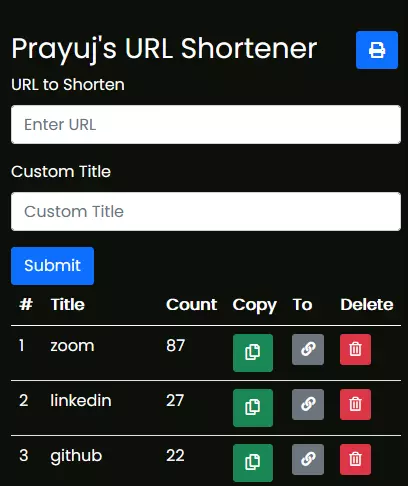 Prayuj's URL Shortener
URL to Shorten
Enter URL
Custom Title
Custom Title
Submit
# Title Count Copy To Delete
1 zoom 87
2 linkedin 27
3 github 22